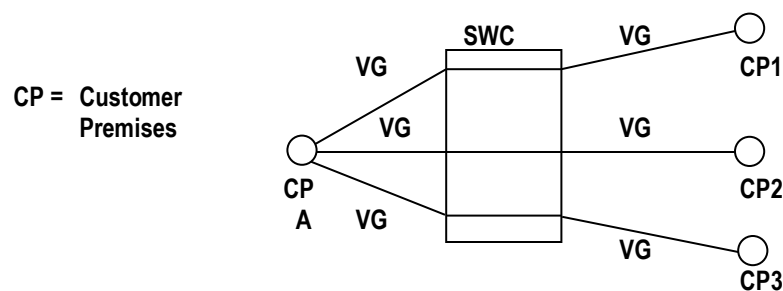 SWC
VG
VG
CP1
CP = Customer
Premises
VG
VG
CP
A
CP2
VG
VG
CP3